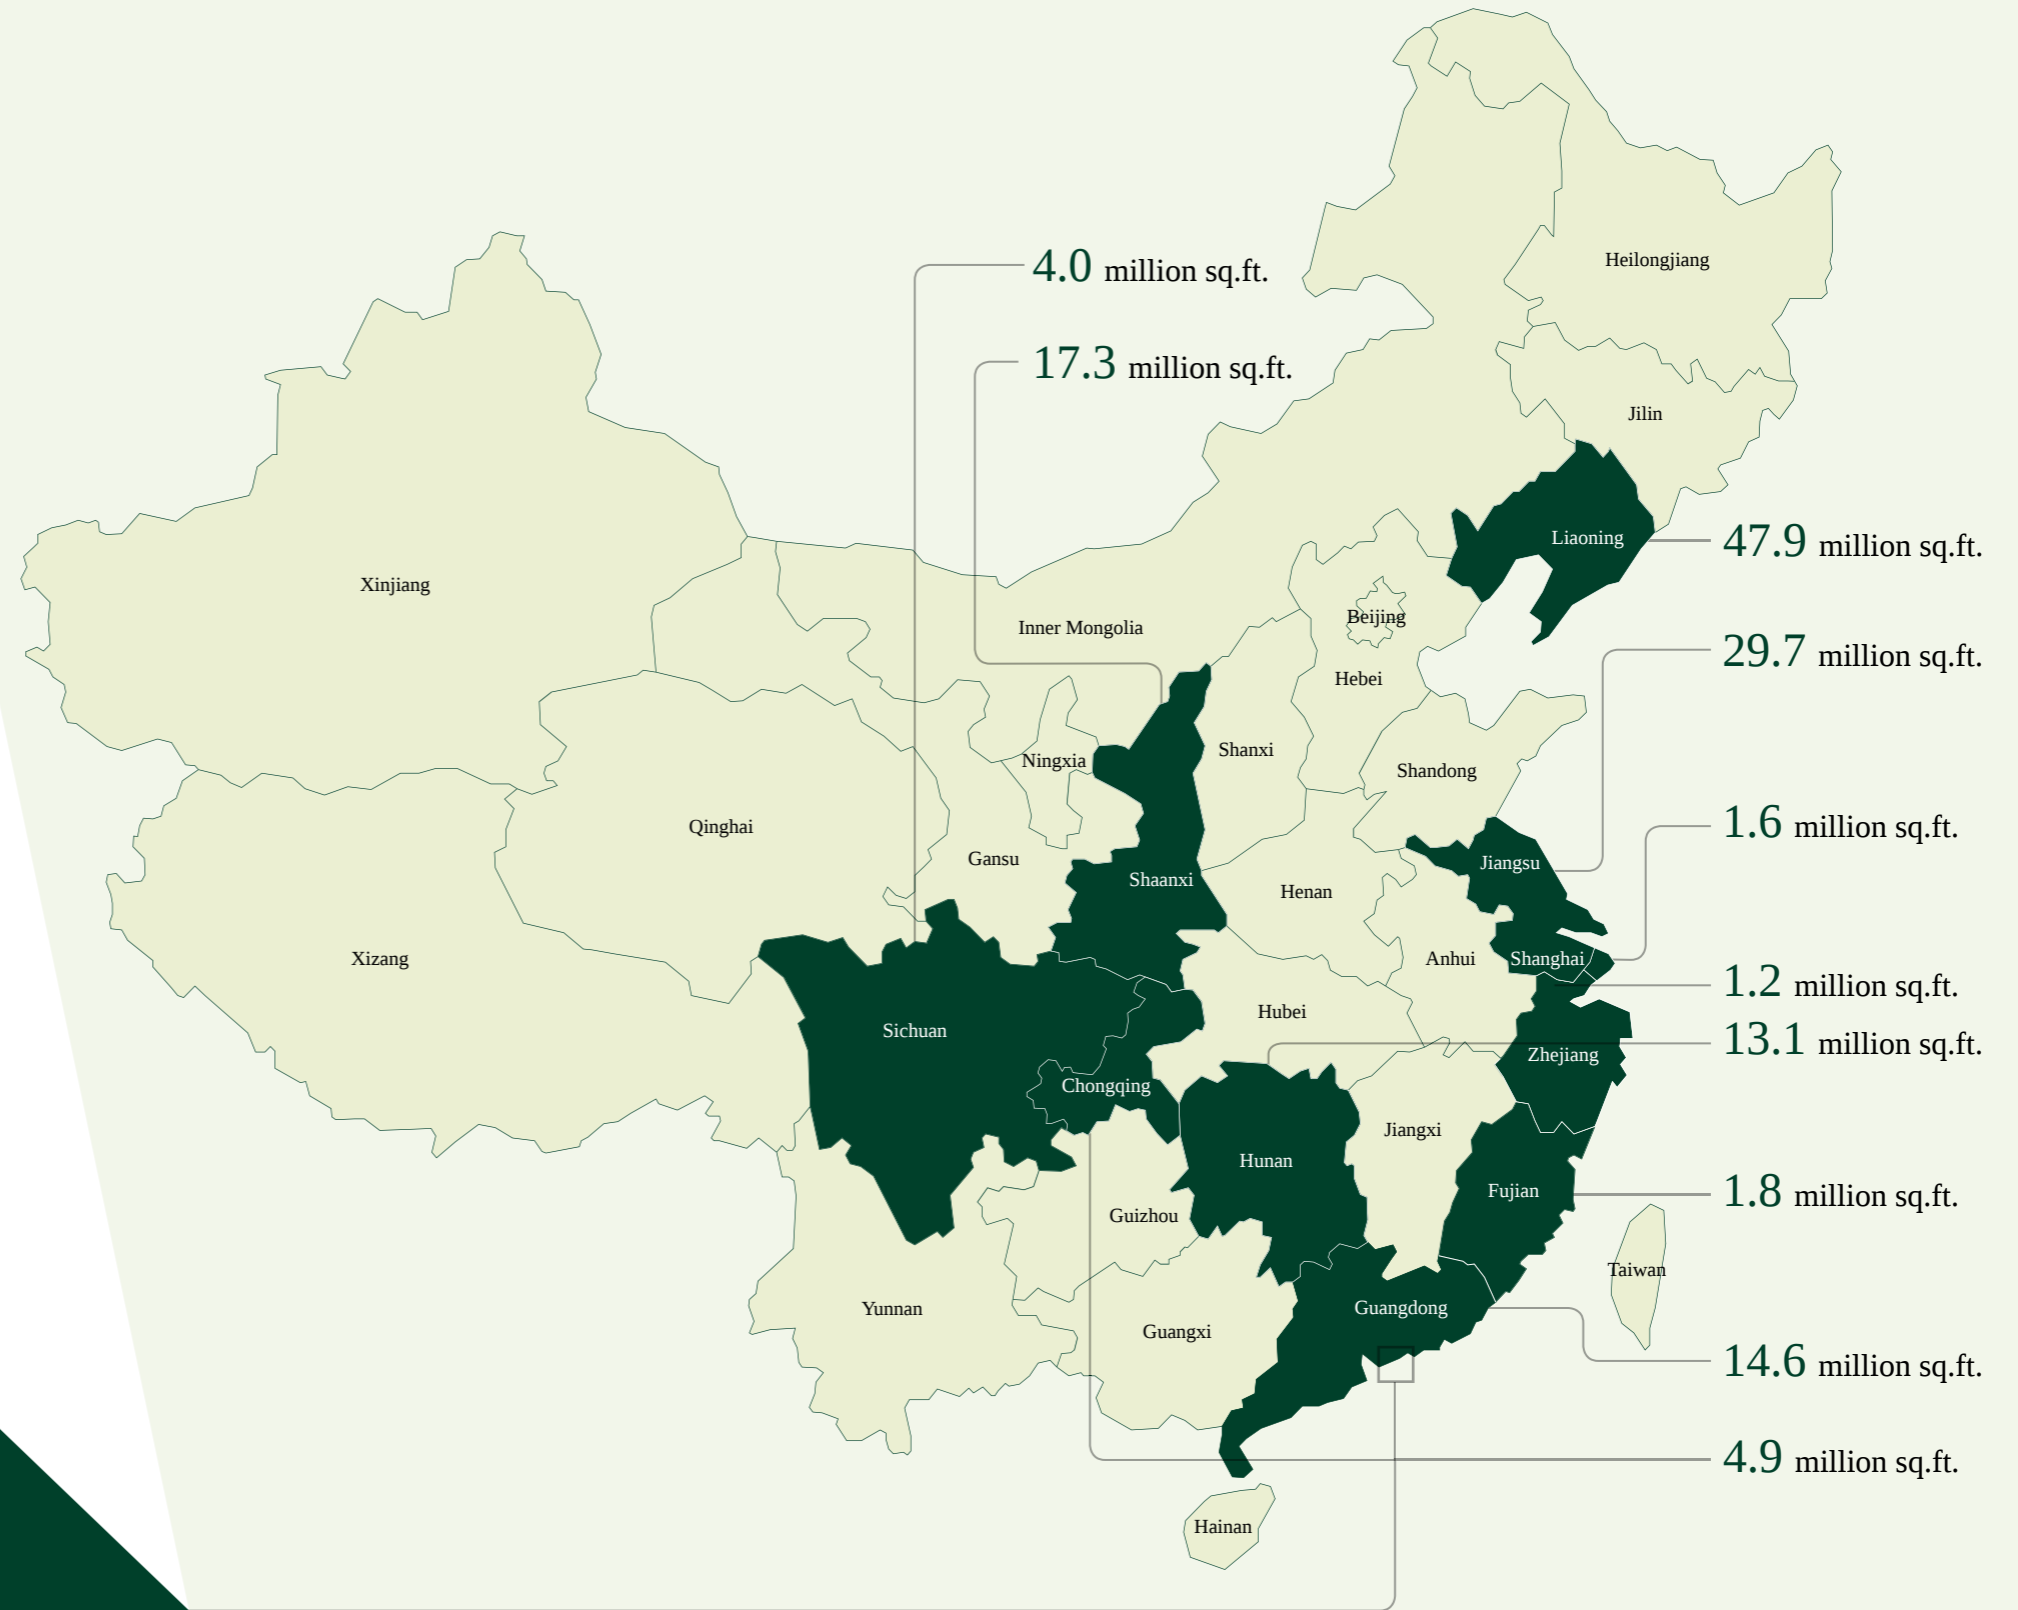 4.0 million sq.ft.
Heilongjiang
17.3 million sq.ft.
Jilin
Liaoning
47.9 million sq.ft.
Xinjiang
Beijing
Inner Mongolia
29.7 million sq.ft.
Hebei
Shanxi
Ningxia
Shandong
Qinghai
1.6 million sq.ft.
Gansu
Jiangsu
Shaanxi
Henan
Xizang
Anhui
Shanghai
1.2 million sq.ft.
Hubei
Sichuan
13.1 million sq.ft.
Zhejiang
Chongqing
Jiangxi
Hunan
Fujian
1.8 million sq.ft.
Guizhou
Taiwan
Yunnan
Guangdong
Guangxi
14.6 million sq.ft.
4.9 million sq.ft.
Hainan